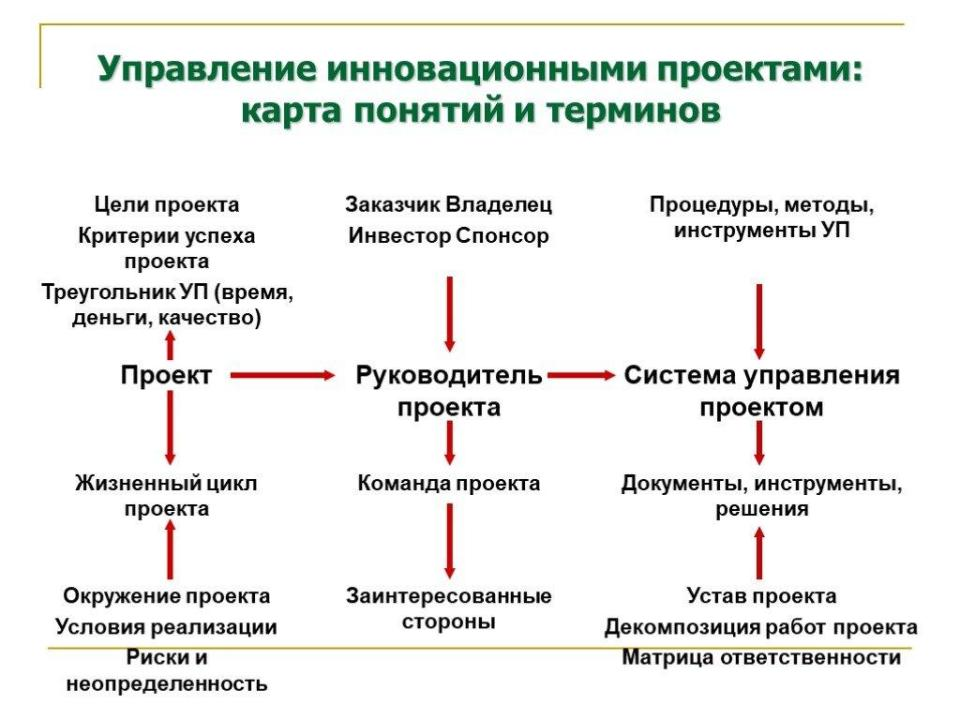 Управление инновационными проектами:
карта понятий и терминов
Цели проекта
Критерии успеха
проекта
Треугольник УП (время,
деньги, качество)
Заказчик Владелец
Инвестор Спонсор
Процедуры, методы,
инструменты УП
Проект
Руководитель
проекта
Система управления
проектом
Жизненный цикл
проекта
Команда проекта
Документы, инструменты,
решения
Окружение проекта
Условия реализации
Риски и
неопределенность
Заинтересованные
стороны
Устав проекта
Декомпозиция работ проекта
Матрица ответственности